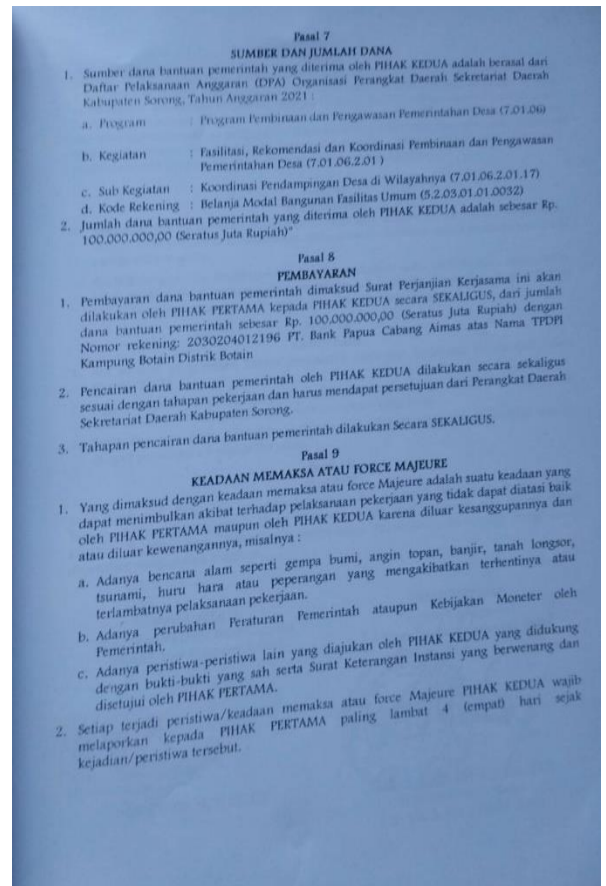 Pasal 7
SUMBER DAN JUMLAH DANA
1. Sumber dana bantuan pemerintah yang diterima oleh PIHAK KEDUA adalah berasal dari
Daftar Pelaksanaan Anggaran (DPA) Organisasi Perangkat Daerah Sekretariat Daerah
Kabupaten Sorong, Tahun Anggaran 2021 :
a. Program : Program Pembinaan dan Pengawasan Pemerintahan Desa (7.01.06)
b. Kegiatan : Fasilitasi, Rekomendasi dan Koordinasi Pembinaan dan Pengawasan
Pemerintahan Desa (7.01.06.2.01 )
c. Sub Kegiatan : Koordinasi Pendampingan Desa di Wilayahnya (7.01.06.2.01.17)
d. Kode Rekening : Belanja Modal Bangunan Fasilitas Umum (5.2.03.01.01.0032)
2. Jumlah dana bantuan pemerintah yang diterima oleh PIHAK KEDUA adalah sebesar Rp.
100.000.000,00 (Seratus Juta Rupiah)"
Pasal 8
PEMBAYARAN
1. Pembayaran dana bantuan pemerintah dimaksud Surat Perjanjian Kerjasama ini akan
dilakukan oleh PIHAK PERTAMA kepada PIHAK KEDUA secara SEKALIGUS, dari jumlah
dana bantuan pemerintah sebesar Rp. 100.000.000,00 (Seratus Juta Rupiah) dengan
Nomor rekening: 2030204012196 PT. Bank Papua Cabang Aimas atas Nama TPDPI
Kampung Botain Distrik Botain
2. Pencairan dana bantuan pemerintah oleh PIHAK KEDUA dilakukan secara sekaligus
sesuai dengan tahapan pekerjaan dan harus mendapat persetujuan dari Perangkat Daerah
Sekretariat Daerah Kabupaten Sorong.
3. Tahapan pencairan dana bantuan pemerintah dilakukan Secara SEKALIGUS.
Pasal 9
KEADAAN MEMAKSA ATAU FORCE MAJEURE
1. Yang dimaksud dengan keadaan memaksa atau force Majeure adalah suatu keadaan yang
dapat menimbulkan akibat terhadap pelaksanaan pekerjaan yang tidak dapat diatasi baik
oleh PIHAK PERTAMA maupun oleh PIHAK KEDUA karena diluar kesanggupannya dan
atau diluar kewenangannya, misalnya :
a. Adanya bencana alam seperti gempa bumi, angin topan, banjir, tanah longsor,
tsunami, huru hara atau peperangan yang mengakibatkan terhentinya atau
terlambatnya pelaksanaan pekerjaan.
b. Adanya perubahan Peraturan Pemerintah ataupun Kebijakan Moneter oleh
Pemerintah.
c. Adanya peristiwa-peristiwa lain yang diajukan oleh PIHAK KEDUA yang didukung
dengan bukti-bukti yang sah serta Surat Keterangan Instansi yang berwenang dan
disetujui oleh PIHAK PERTAMA.
2. Setiap terjadi peristiwa/keadaan memaksa atau force Majeure PIHAK KEDUA wajib
melaporkan kepada PIHAK PERTAMA paling lambat 4 (empat) hari sejak
kejadian/peristiwa tersebut.